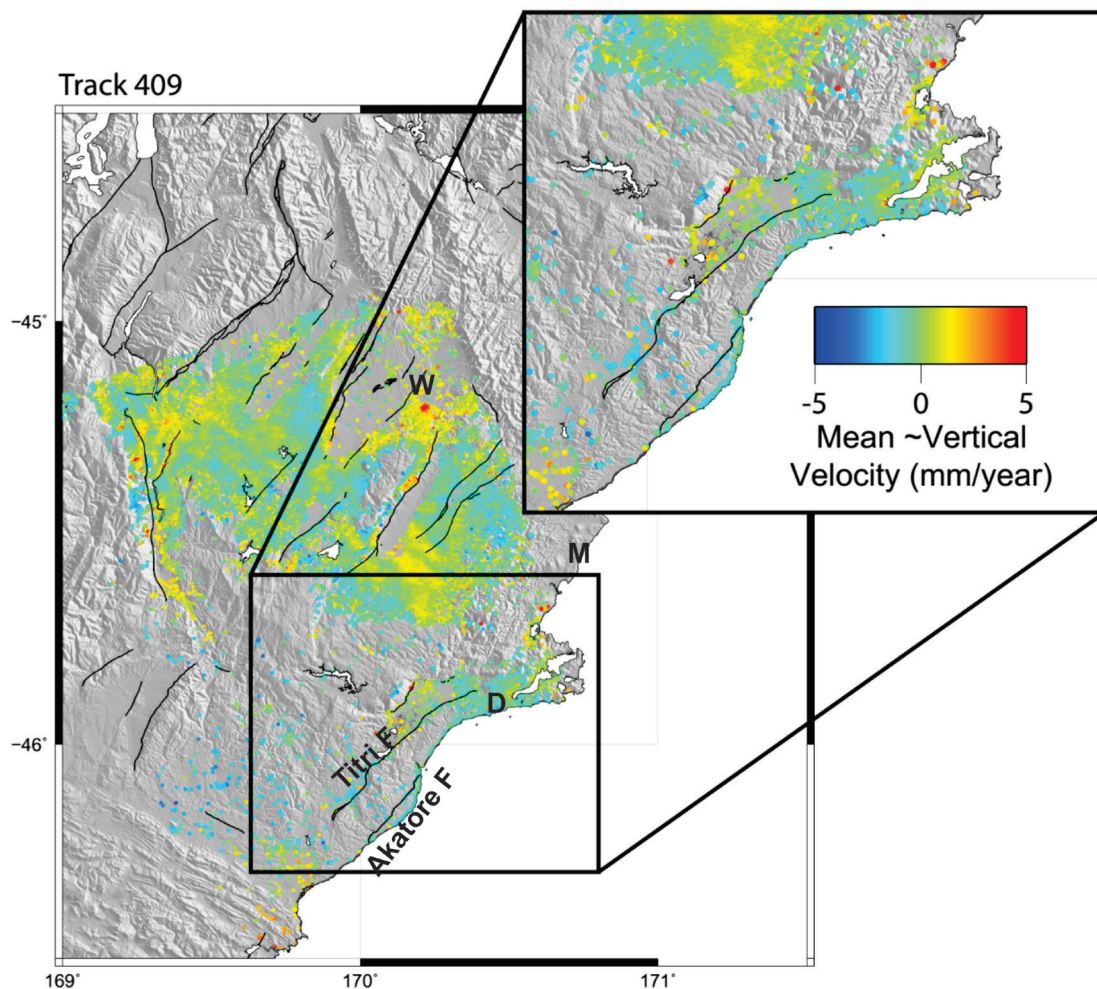 Track 409
-45°
W
-5
0
5
Mean ~Vertical
Velocity (mm/year)
M
D
-46°
Titri F
Akatore F
169°
170°
171°